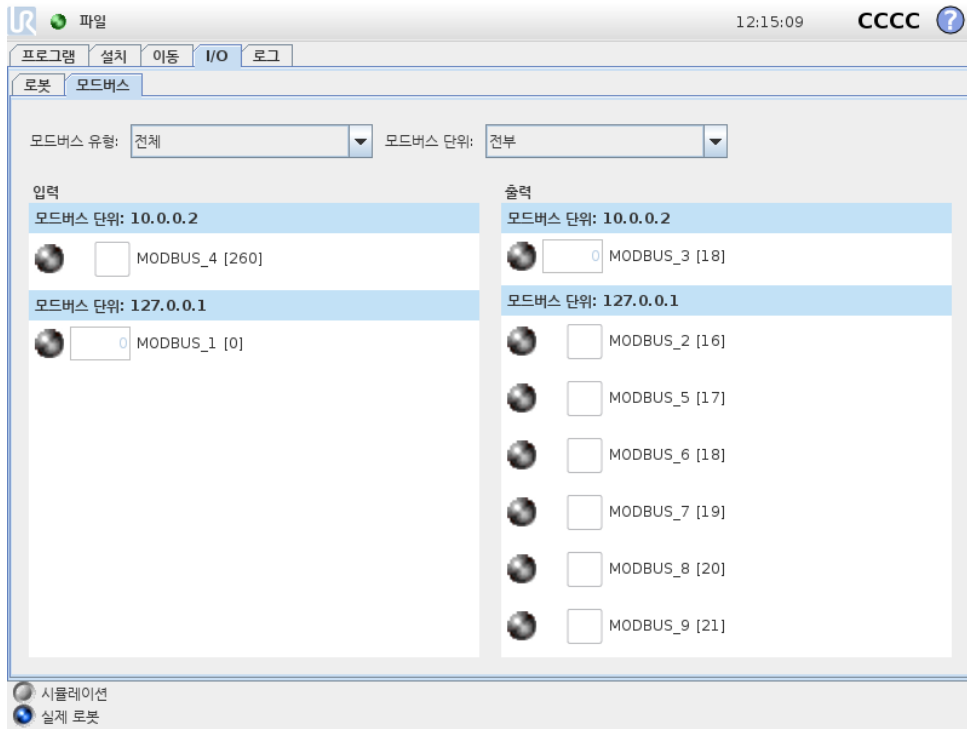 UR 파일 12:15:09 CCCC ?
프로그램 설치 이동 I/O 로그
로봇 모드버스
모드버스 유형: 전체 모드버스 단위: 전부
입력
모드버스 단위: 10.0.0.2
MODBUS_4 [260]
모드버스 단위: 127.0.0.1
0 MODBUS_1 [0]
출력
모드버스 단위: 10.0.0.2
0 MODBUS_3 [18]
모드버스 단위: 127.0.0.1
MODBUS_2 [16]
MODBUS_5 [17]
MODBUS_6 [18]
MODBUS_7 [19]
MODBUS_8 [20]
MODBUS_9 [21]
시뮬레이션
실제 로봇